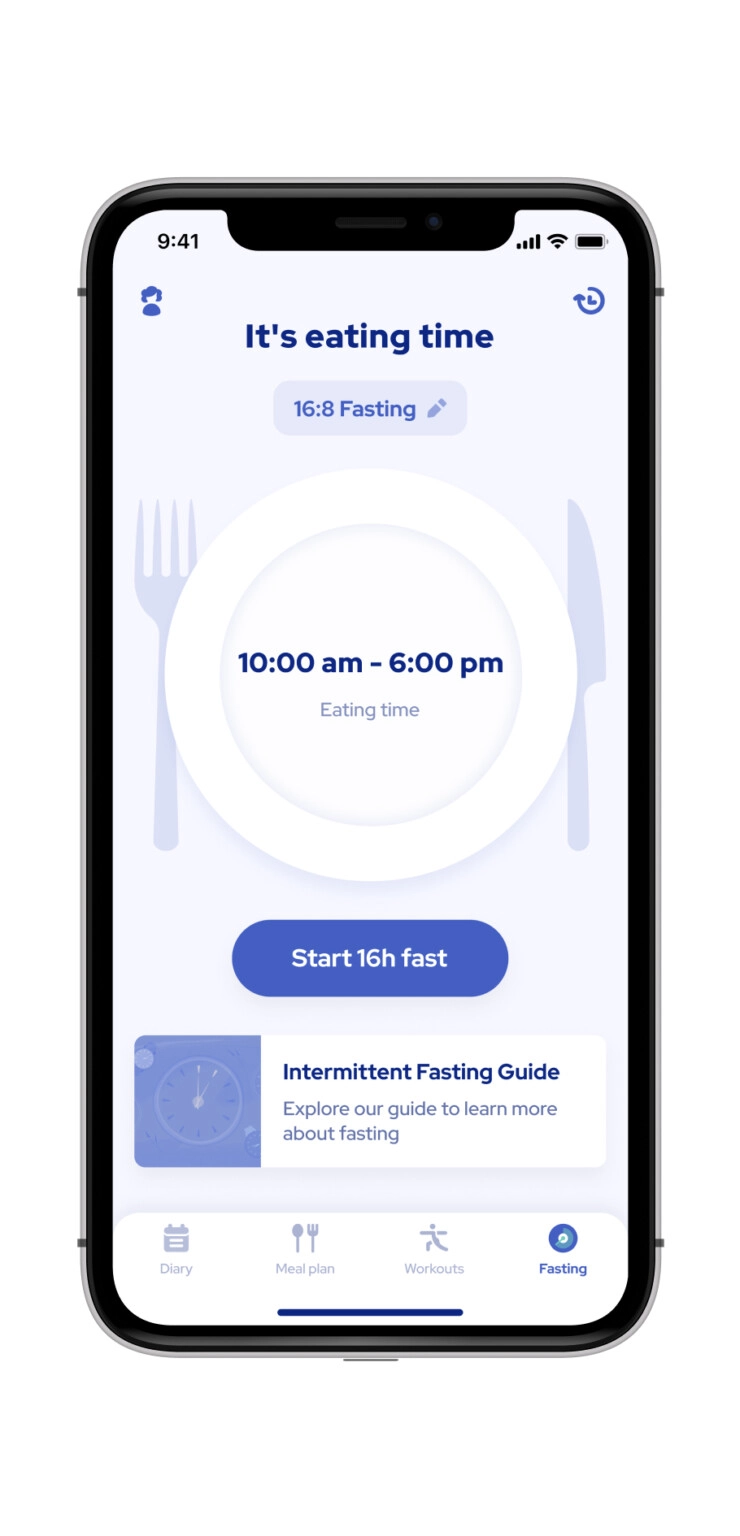 9:41
It's eating time
16:8 Fasting
10:00 am - 6:00 pm
Eating time
Start 16h fast
Intermittent Fasting Guide
Explore our guide to learn more
about fasting
Diary
Meal plan
Workouts
Fasting